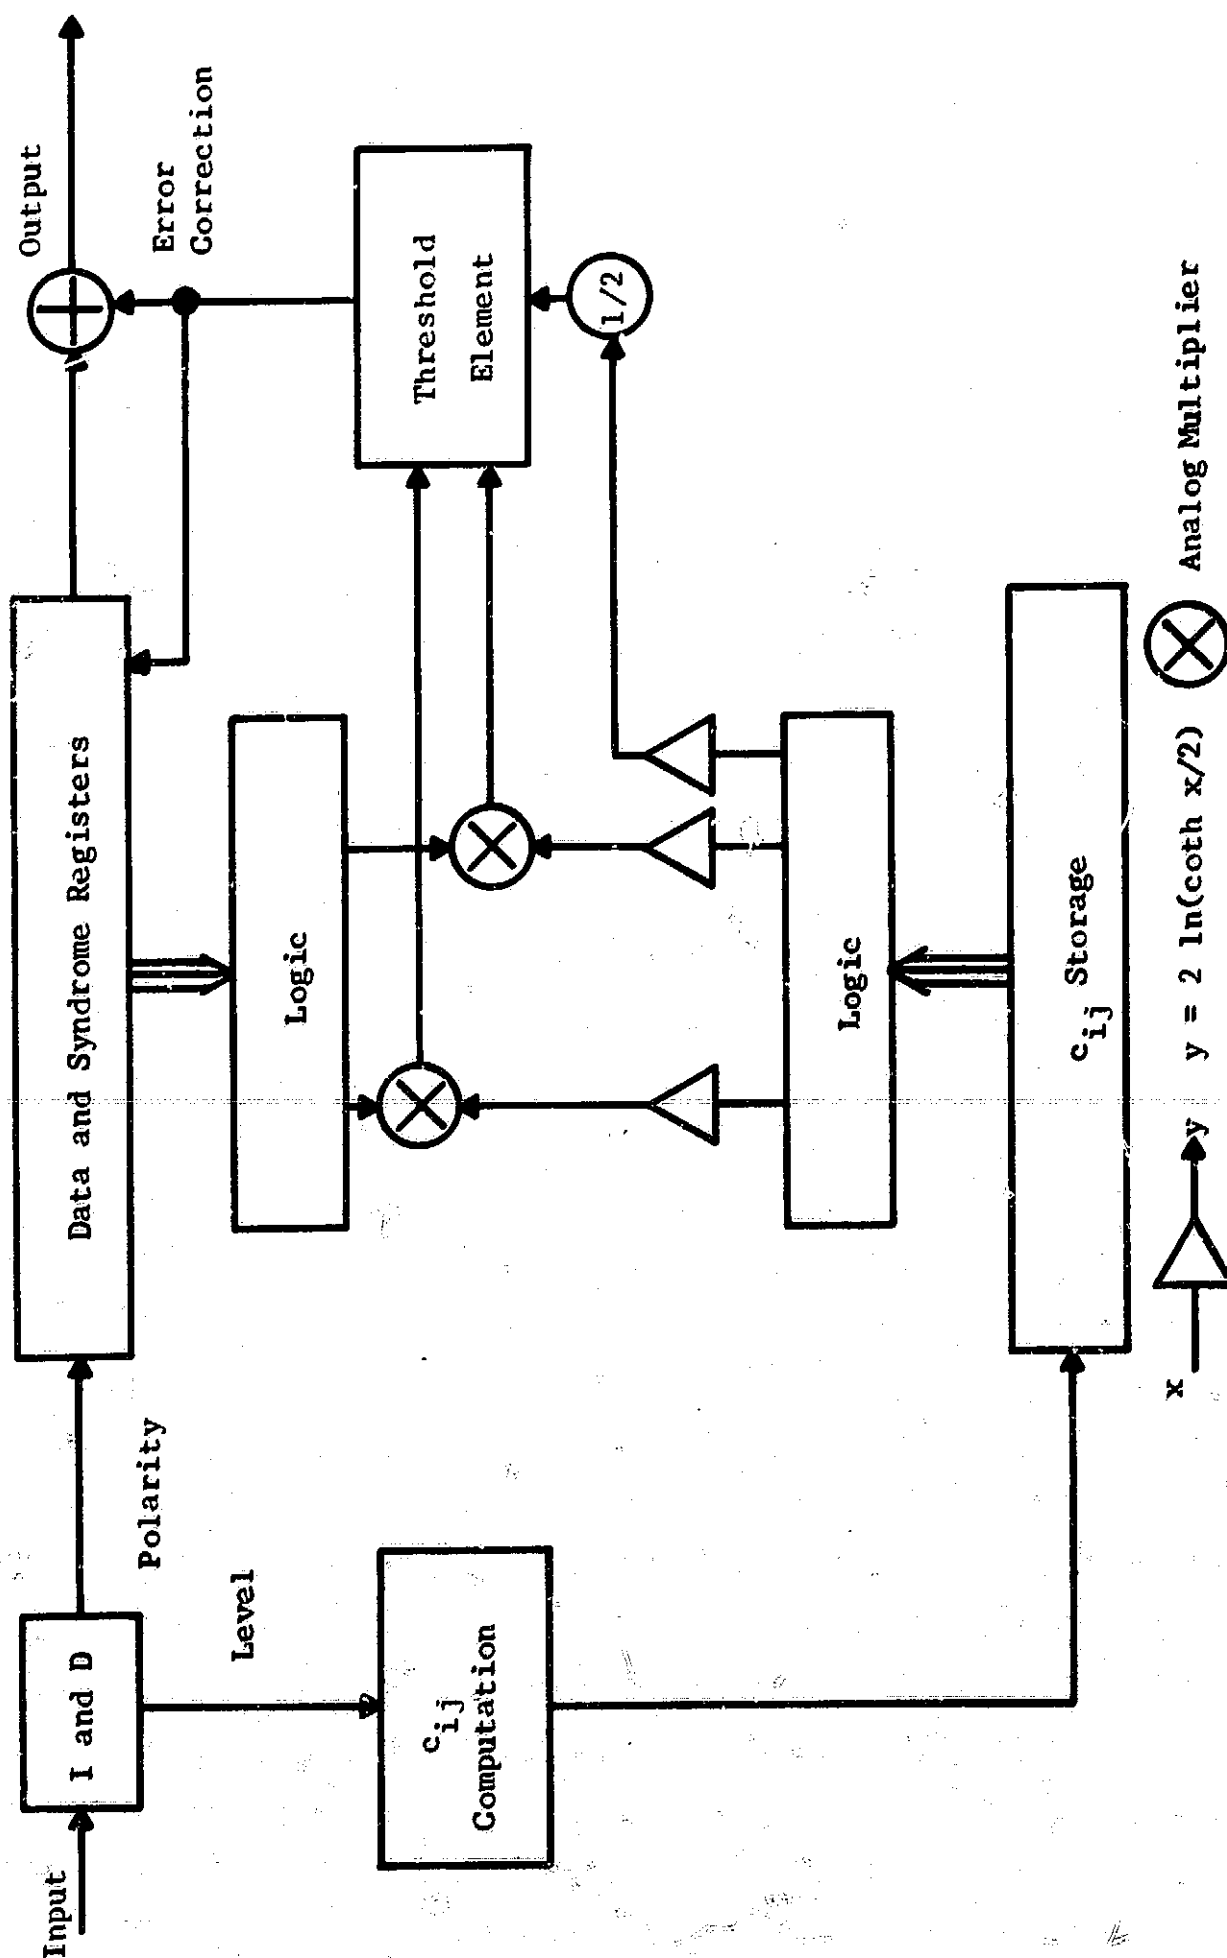 Input
I and D
Polarity
Level
c_ij
Computation
Data and Syndrome Registers
Output
Error
Correction
Logic
Threshold
Element
1/2
Logic
c_ij Storage
x
y
y = 2 ln(coth x/2)
Analog Multiplier